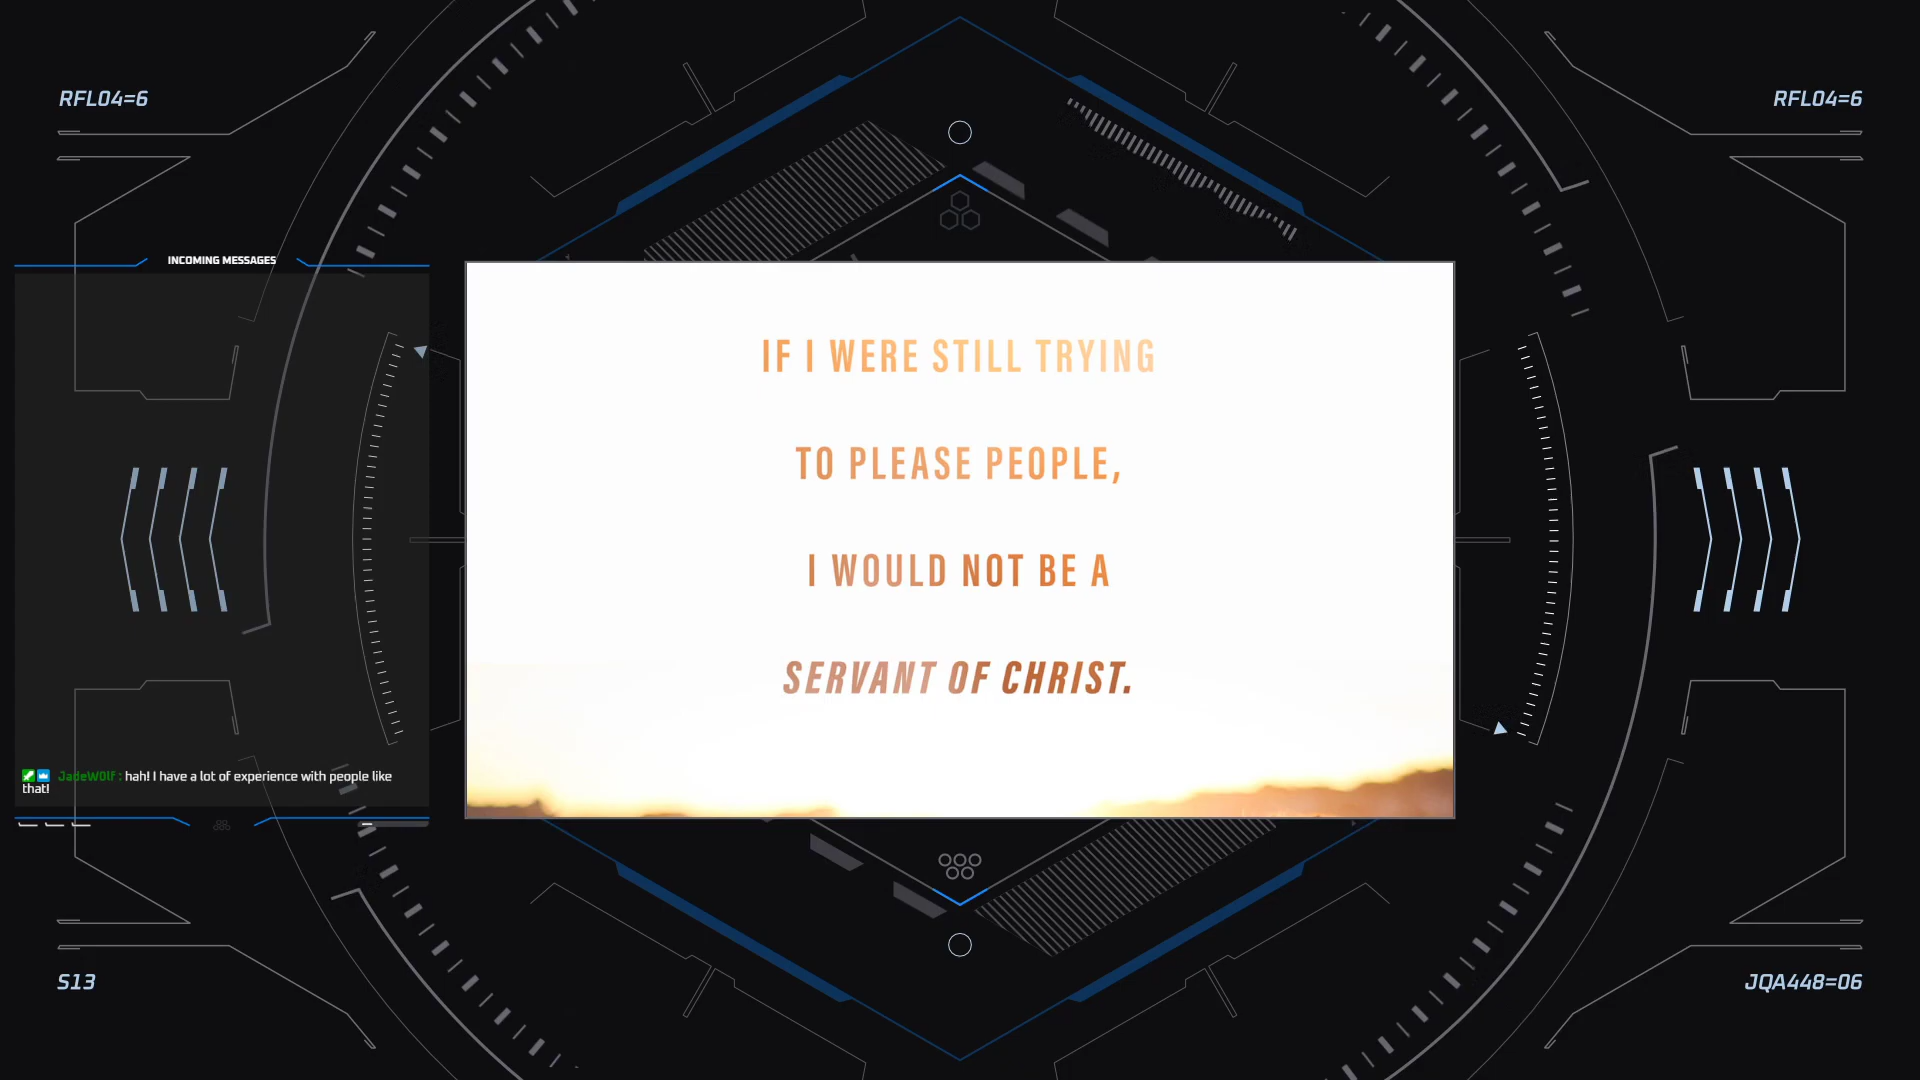 RFL04=6
RFL04=6
INCOMING MESSAGES
IF I WERE STILL TRYING
TO PLEASE PEOPLE,
I WOULD NOT BE A
SERVANT OF CHRIST.
JadeW0lf : hah! I have a lot of experience with people like
that!
S13
JQA448=06